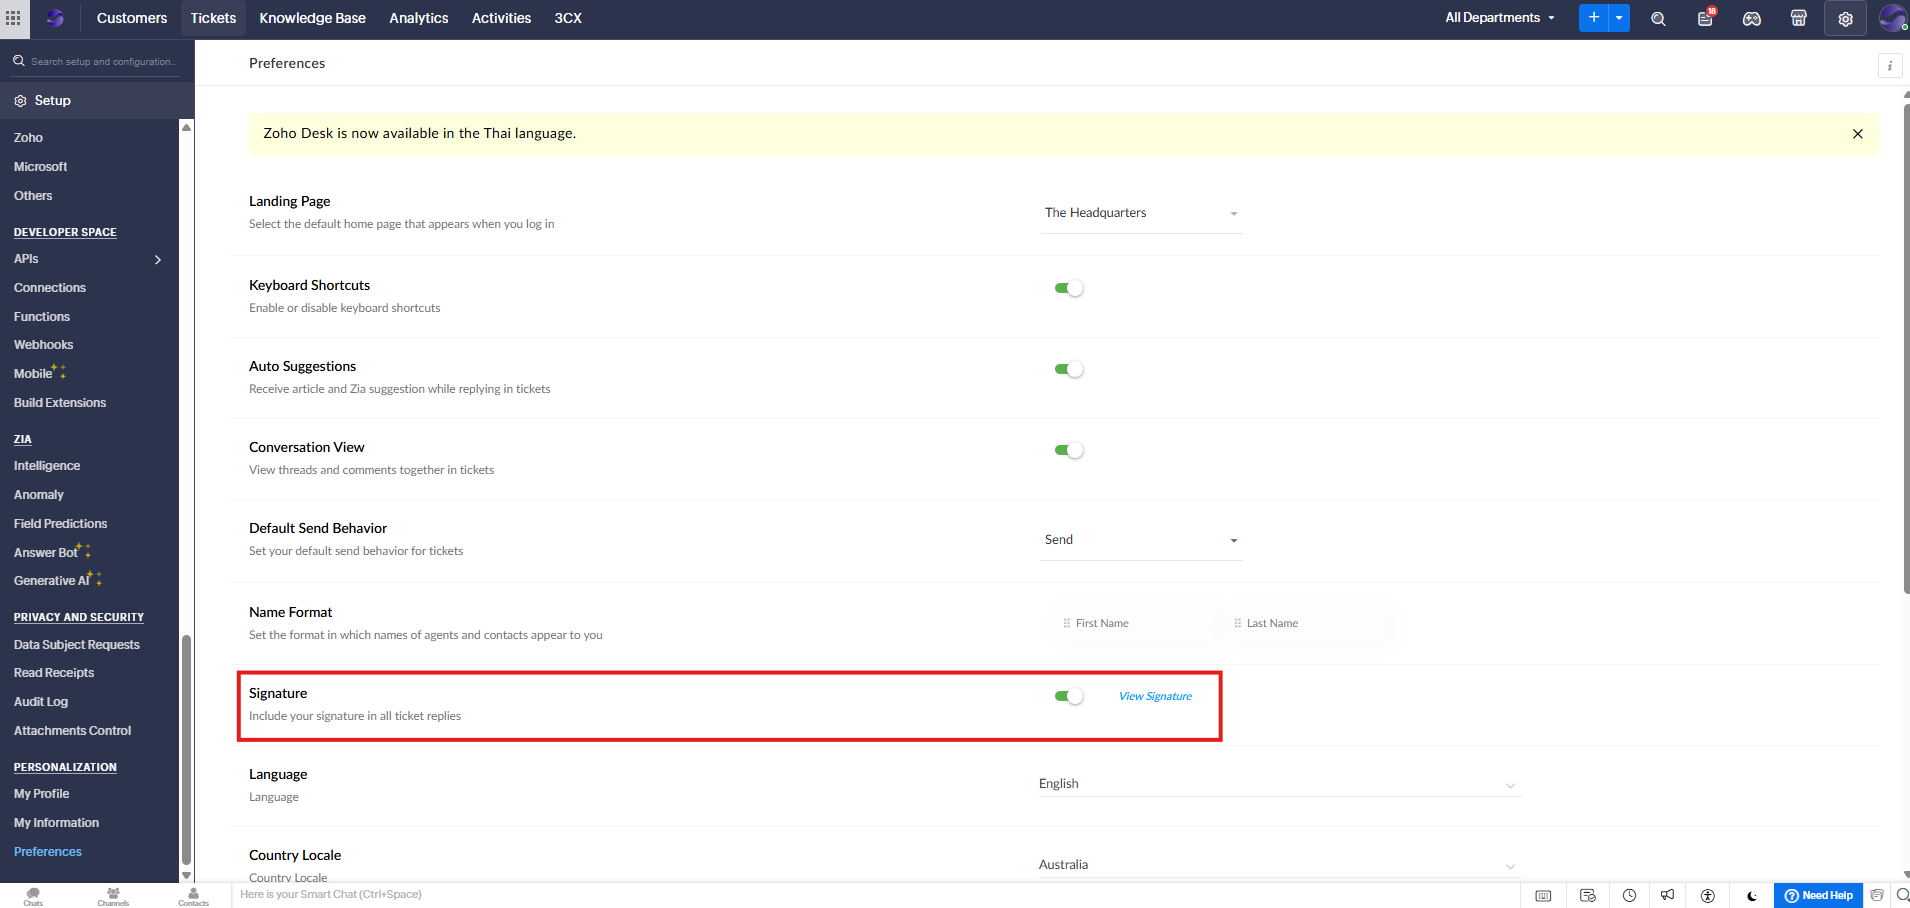 Customers
Tickets
Knowledge Base
Analytics
Activities
3CX
All Departments
18
Search setup and configuration..
Setup
Zoho
Microsoft
Others
DEVELOPER SPACE
APIs
Connections
Functions
Webhooks
Mobile
Build Extensions
ZIA
Intelligence
Anomaly
Field Predictions
Answer Bot
Generative AI
PRIVACY AND SECURITY
Data Subject Requests
Read Receipts
Audit Log
Attachments Control
PERSONALIZATION
My Profile
My Information
Preferences
Preferences
i
Zoho Desk is now available in the Thai language.
Landing Page
Select the default home page that appears when you log in
The Headquarters
Keyboard Shortcuts
Enable or disable keyboard shortcuts
Auto Suggestions
Receive article and Zia suggestion while replying in tickets
Conversation View
View threads and comments together in tickets
Default Send Behavior
Set your default send behavior for tickets
Send
Name Format
Set the format in which names of agents and contacts appear to you
First Name
Last Name
Signature
Include your signature in all ticket replies
View Signature
Language
Language
English
Country Locale
Country Locale
Australia
Chats
Channels
Contacts
Here is your Smart Chat (Ctrl+Space)
Need Help